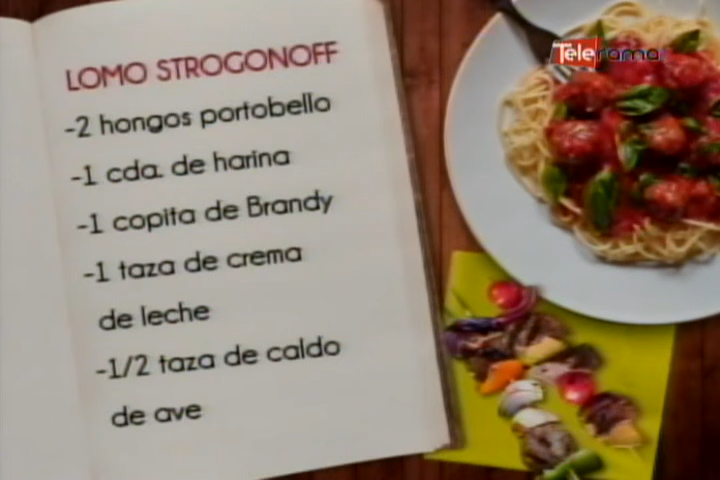 Telerama
LOMO STROGONOFF
-2 hongos portobello
-1 cda. de harina
-1 copita de Brandy
-1 taza de crema
de leche
-1/2 taza de caldo
de ave